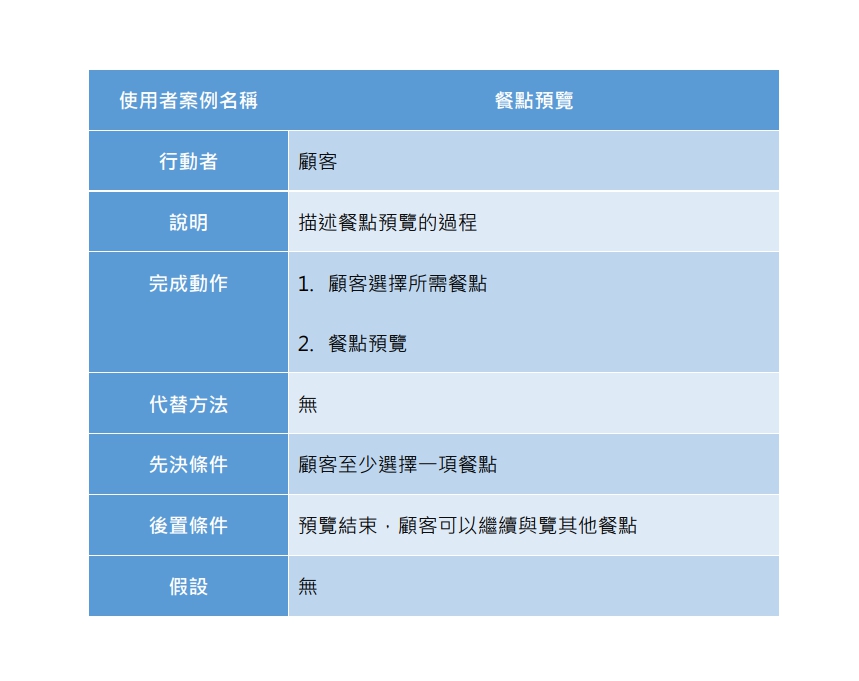 使用者案例名稱 餐點預覽
行動者 顧客
說明 描述餐點預覽的過程
完成動作 1. 顧客選擇所需餐點
2. 餐點預覽
代替方法 無
先決條件 顧客至少選擇一項餐點
後置條件 預覽結束，顧客可以繼續與覽其他餐點
假設 無